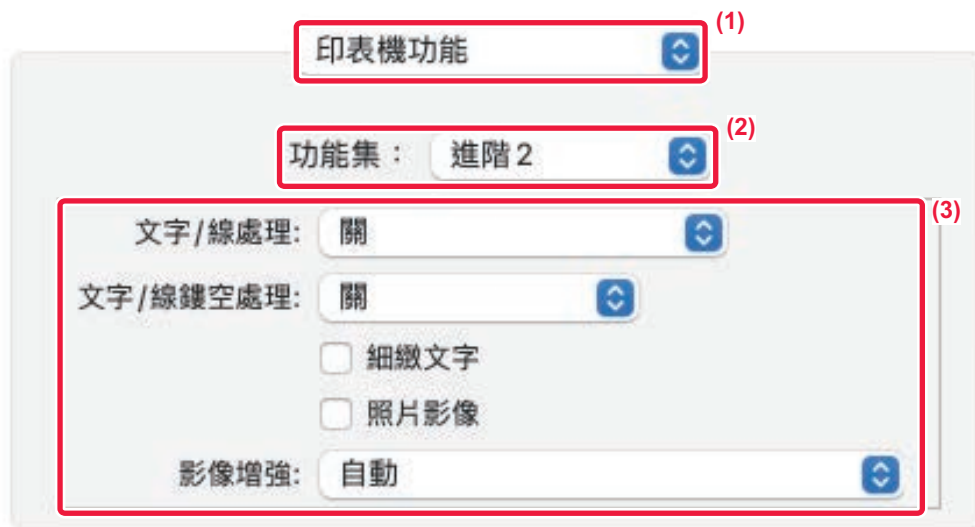 印表機功能
(1)
功能集： 進階2
(2)
(3)
文字/線處理: 關
文字/線鏤空處理: 關
細緻文字
照片影像
影像增強: 自動